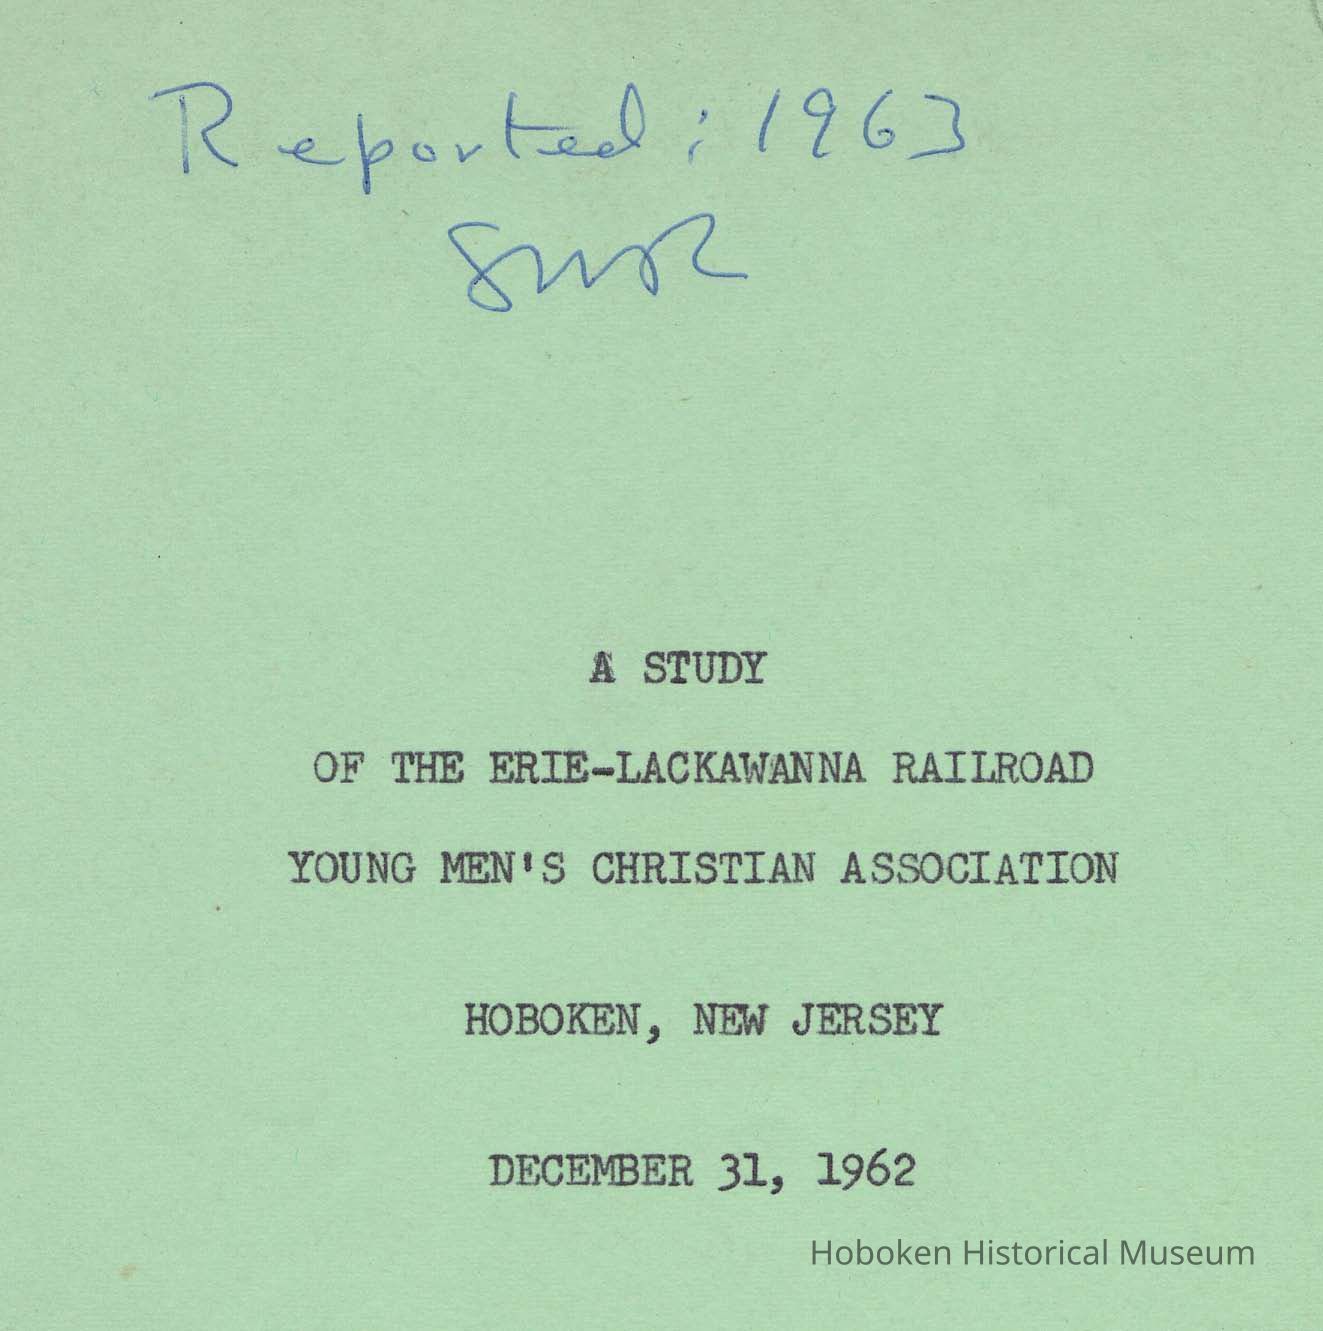 Reported: 1963
A STUDY
OF THE ERIE-LACKAWANNA RAILROAD
YOUNG MEN'S CHRISTIAN ASSOCIATION
HOBOKEN, NEW JERSEY
DECEMBER 31, 1962
Hoboken Historical Museum